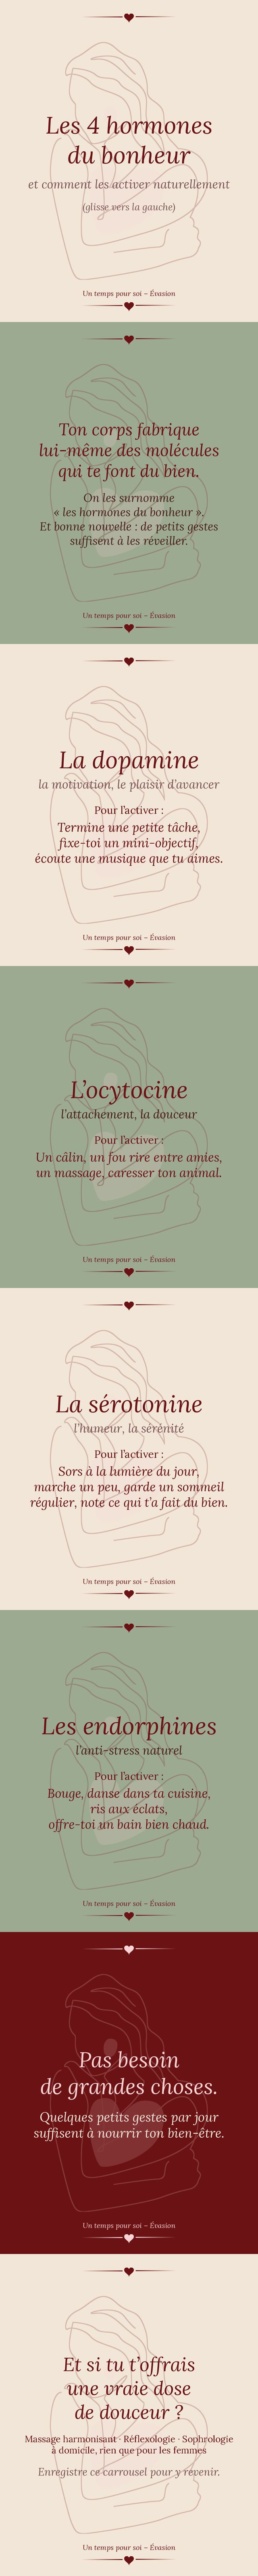 Les 4 hormones
du bonheur
et comment les activer naturellement
(glisse vers la gauche)
Un temps pour soi – Évasion
Ton corps fabrique
lui-même des molécules
qui te font du bien.
On les surnomme
« les hormones du bonheur ».
Et bonne nouvelle : de petits gestes
suffisent à les réveiller.
Un temps pour soi – Évasion
La dopamine
la motivation, le plaisir d’avancer
Pour l’activer :
Termine une petite tâche,
fixe-toi un mini-objectif,
écoute une musique que tu aimes.
Un temps pour soi – Évasion
L’ocytocine
l’attachement, la douceur
Pour l’activer :
Un câlin, un fou rire entre amies,
un massage, caresser ton animal.
Un temps pour soi – Évasion
La sérotonine
l’humeur, la sérénité
Pour l’activer :
Sors à la lumière du jour,
marche un peu, garde un sommeil
régulier, note ce qui t’a fait du bien.
Un temps pour soi – Évasion
Les endorphines
l’anti-stress naturel
Pour l’activer :
Bouge, danse dans ta cuisine,
ris aux éclats,
offre-toi un bain bien chaud.
Un temps pour soi – Évasion
Pas besoin
de grandes choses.
Quelques petits gestes par jour
suffisent à nourrir ton bien-être.
Un temps pour soi – Évasion
Et si tu t’offrais
une vraie dose
de douceur ?
Massage harmonisant · Réflexologie · Sophrologie
à domicile, rien que pour les femmes
Enregistre ce carrousel pour y revenir.
Un temps pour soi – Évasion